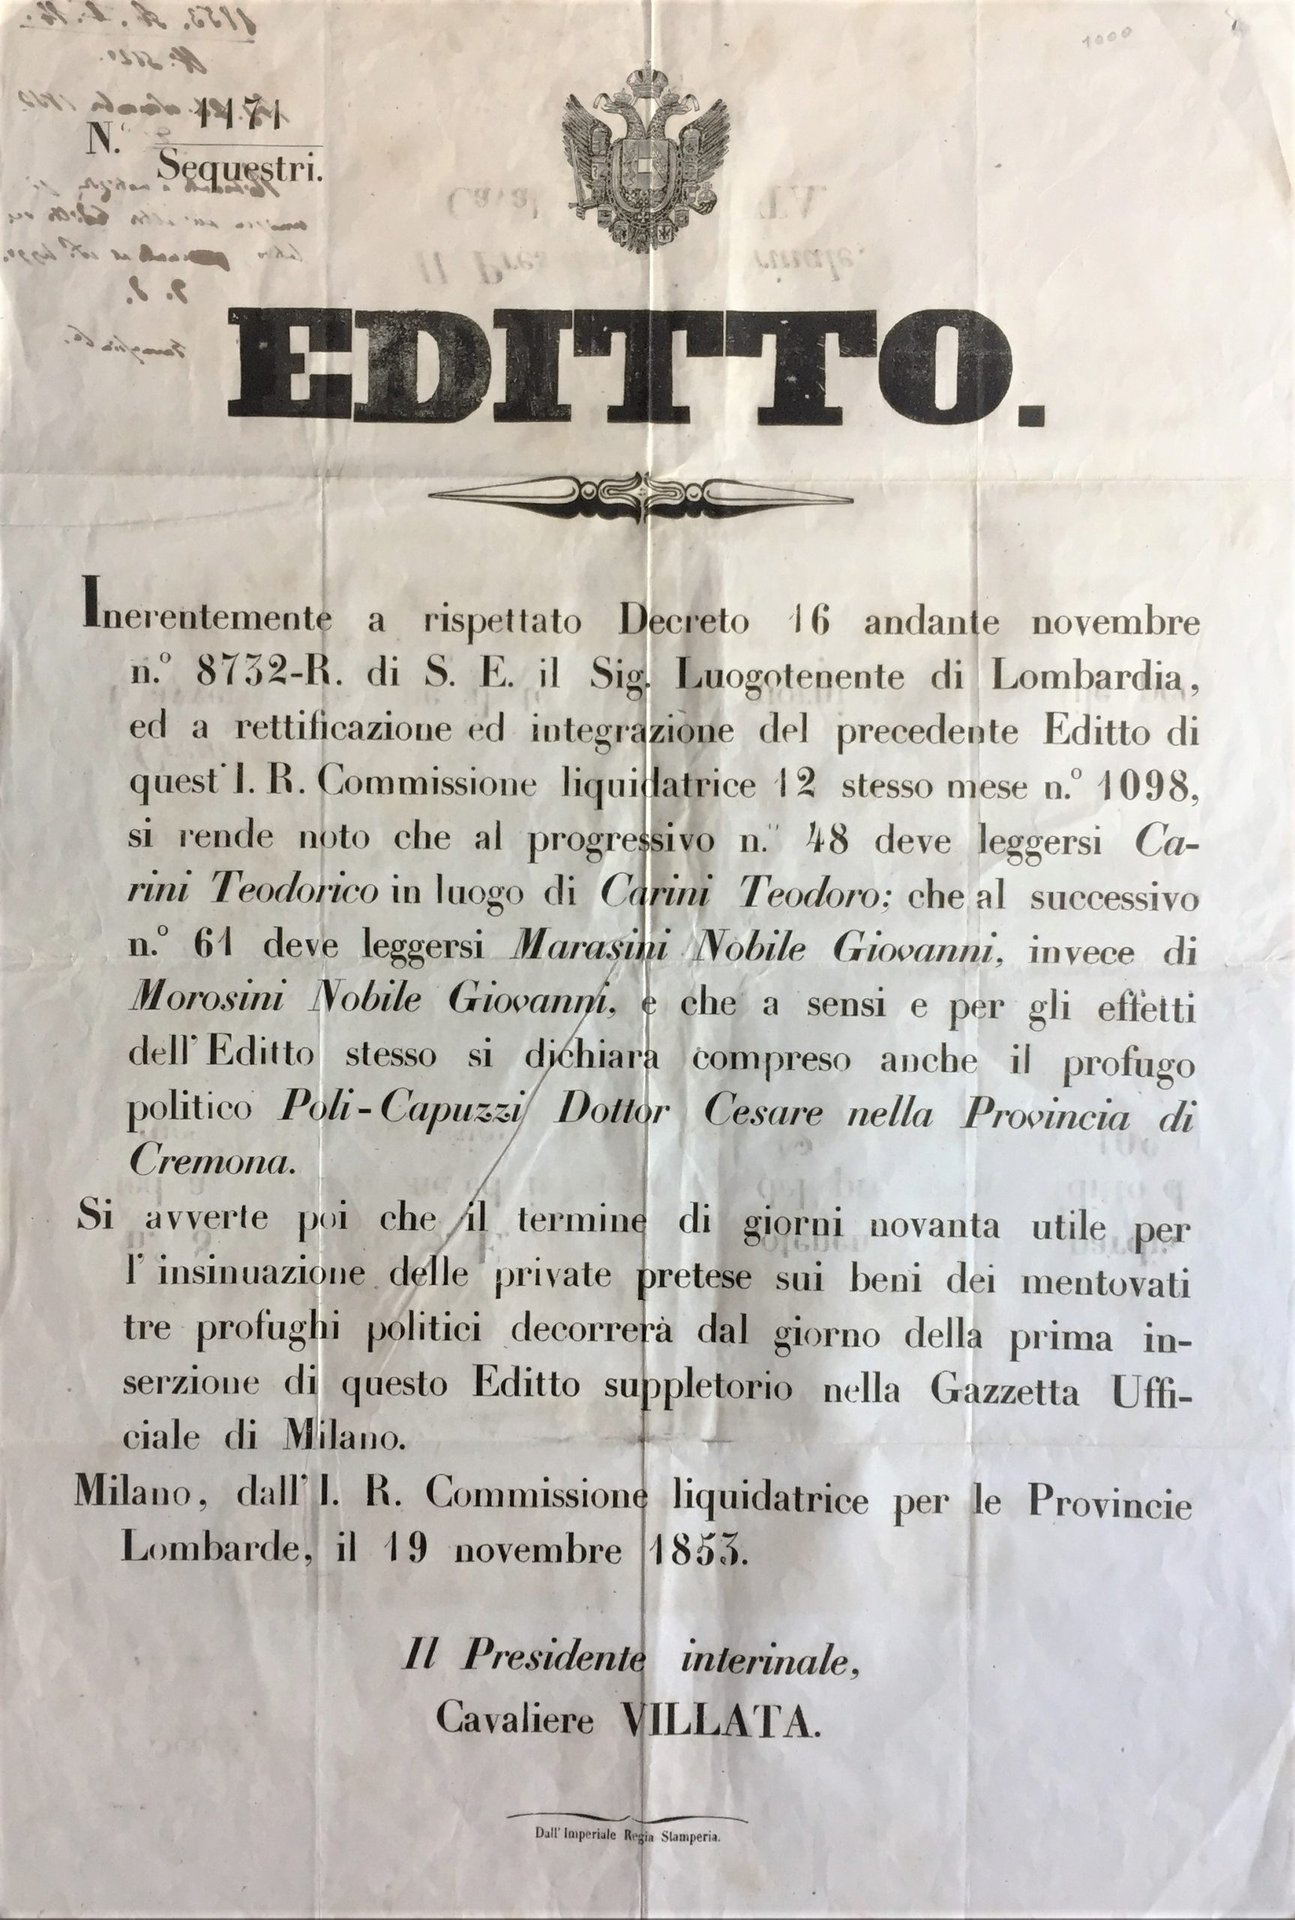 1000
N.° 1171
Sequestri.
EDITTO.
Inerentemente a rispettato Decreto 16 andante novembre
n.° 8732-R. di S. E. il Sig. Luogotenente di Lombardia,
ed a rettificazione ed integrazione del precedente Editto di
quest' I. R. Commissione liquidatrice 12 stesso mese n.° 1098,
si rende noto che al progressivo n.° 48 deve leggersi Ca-
rini Teodorico in luogo di Carini Teodoro; che al successivo
n.° 61 deve leggersi Marasini Nobile Giovanni, invece di
Morosini Nobile Giovanni, e che a sensi e per gli effetti
dell' Editto stesso si dichiara compreso anche il profugo
politico Poli-Capuzzi Dottor Cesare nella Provincia di
Cremona.
Si avverte poi che il termine di giorni novanta utile per
l' insinuazione delle private pretese sui beni dei mentovati
tre profughi politici decorrerà dal giorno della prima in-
serzione di questo Editto suppletorio nella Gazzetta Uffi-
ciale di Milano.
Milano, dall' I. R. Commissione liquidatrice per le Provincie
Lombarde, il 19 novembre 1853.
Il Presidente interinale,
Cavaliere VILLATA.
Dall' Imperiale Regia Stamperia.